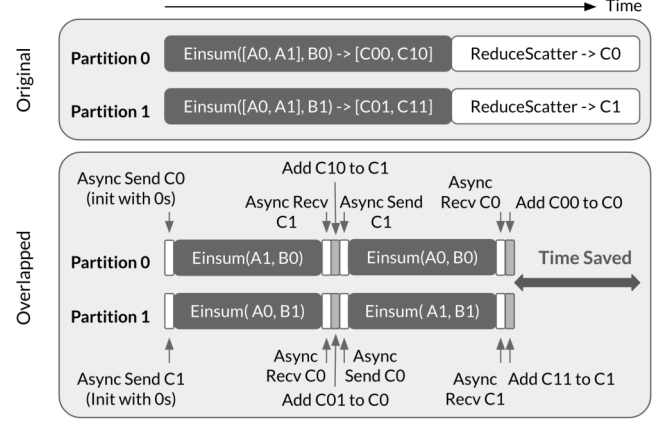 Time
Original
Partition 0
Einsum([A0, A1], B0) -> [C00, C10]
ReduceScatter -> C0
Partition 1
Einsum([A0, A1], B1) -> [C01, C11]
ReduceScatter -> C1
Overlapped
Async Send C0
(init with 0s)
Add C10 to C1
Async Recv
C1
Async Send
C1
Async
Recv C0
Add C00 to C0
Partition 0
Einsum(A1, B0)
Einsum(A0, B0)
Time Saved
Partition 1
Einsum( A0, B1)
Einsum( A1, B1)
Async Send C1
(Init with 0s)
Async
Recv C0
Async
Send C0
Add C01 to C0
Async
Recv C1
Add C11 to C1